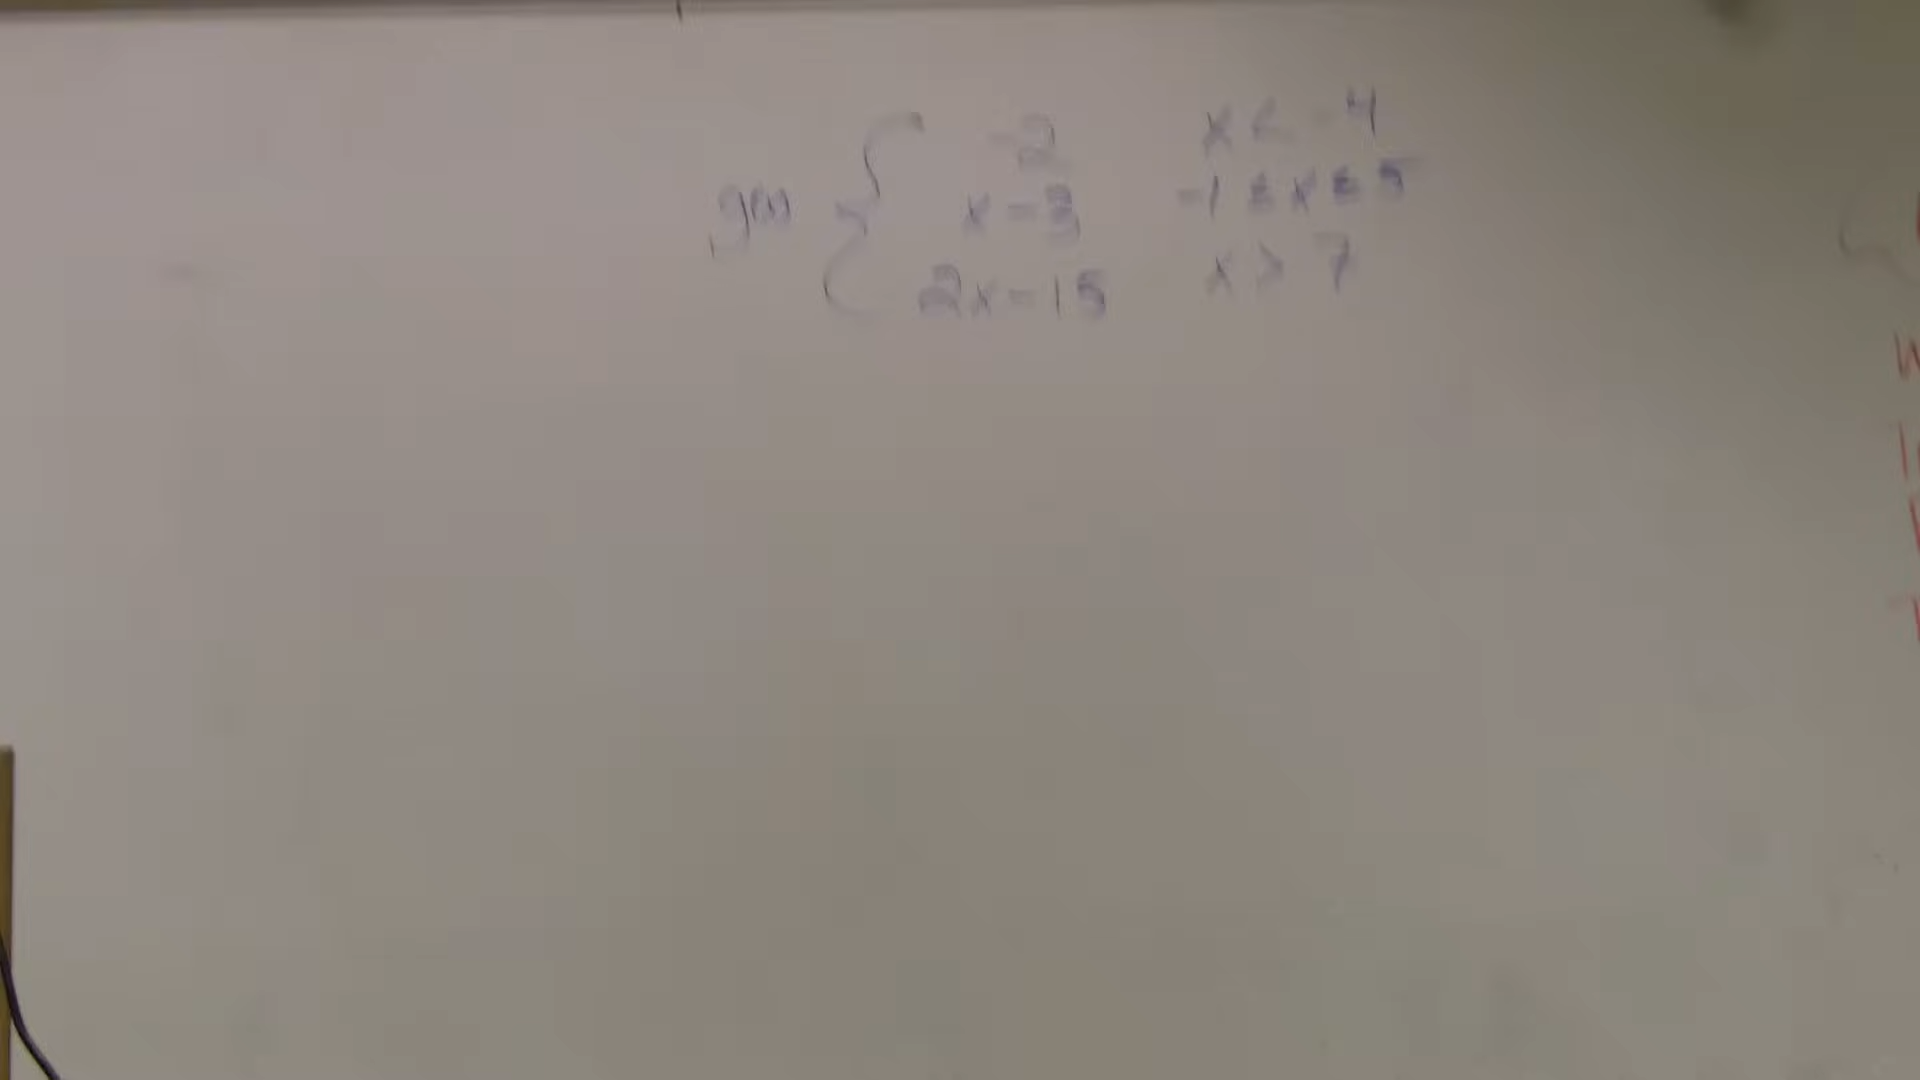 g(x) { -2 x < -4
x - 3 -1 ≤ x ≤ 5
2x - 15 x > 7